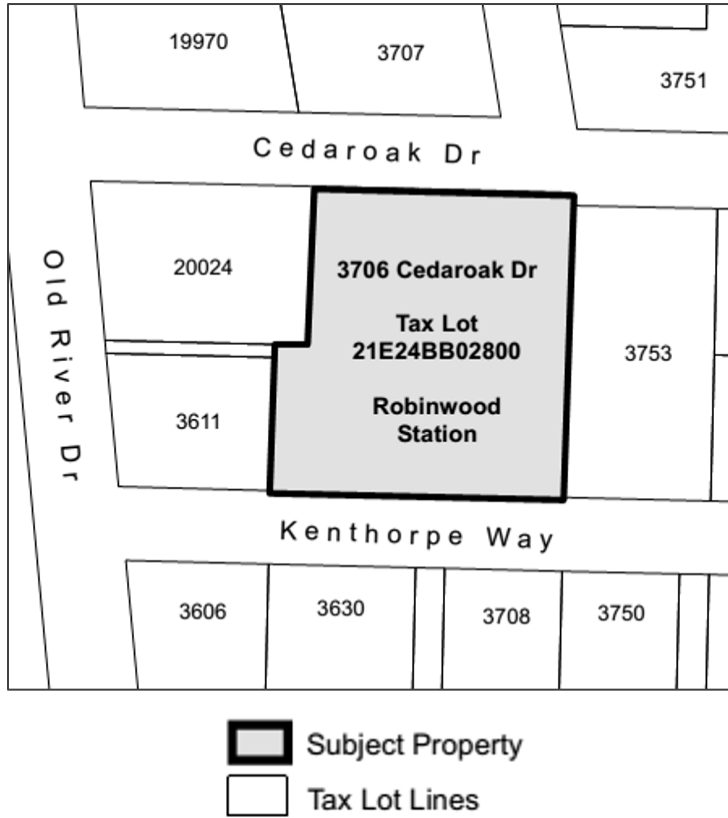 19970
3707
3751
Cedaroak Dr
Old River Dr
20024
3706 Cedaroak Dr
Tax Lot
21E24BB02800
3753
Robinwood
Station
3611
Kenthorpe Way
3606
3630
3708
3750
Subject Property
Tax Lot Lines